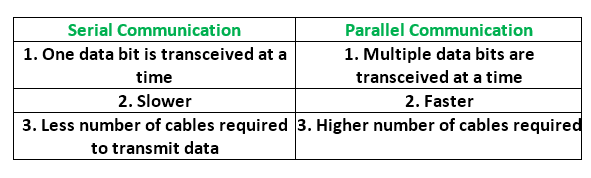 Serial Communication
Parallel Communication
1. One data bit is transceived at a
time
1. Multiple data bits are
transceived at a time
2. Slower
2. Faster
3. Less number of cables required
to transmit data
3. Higher number of cables required